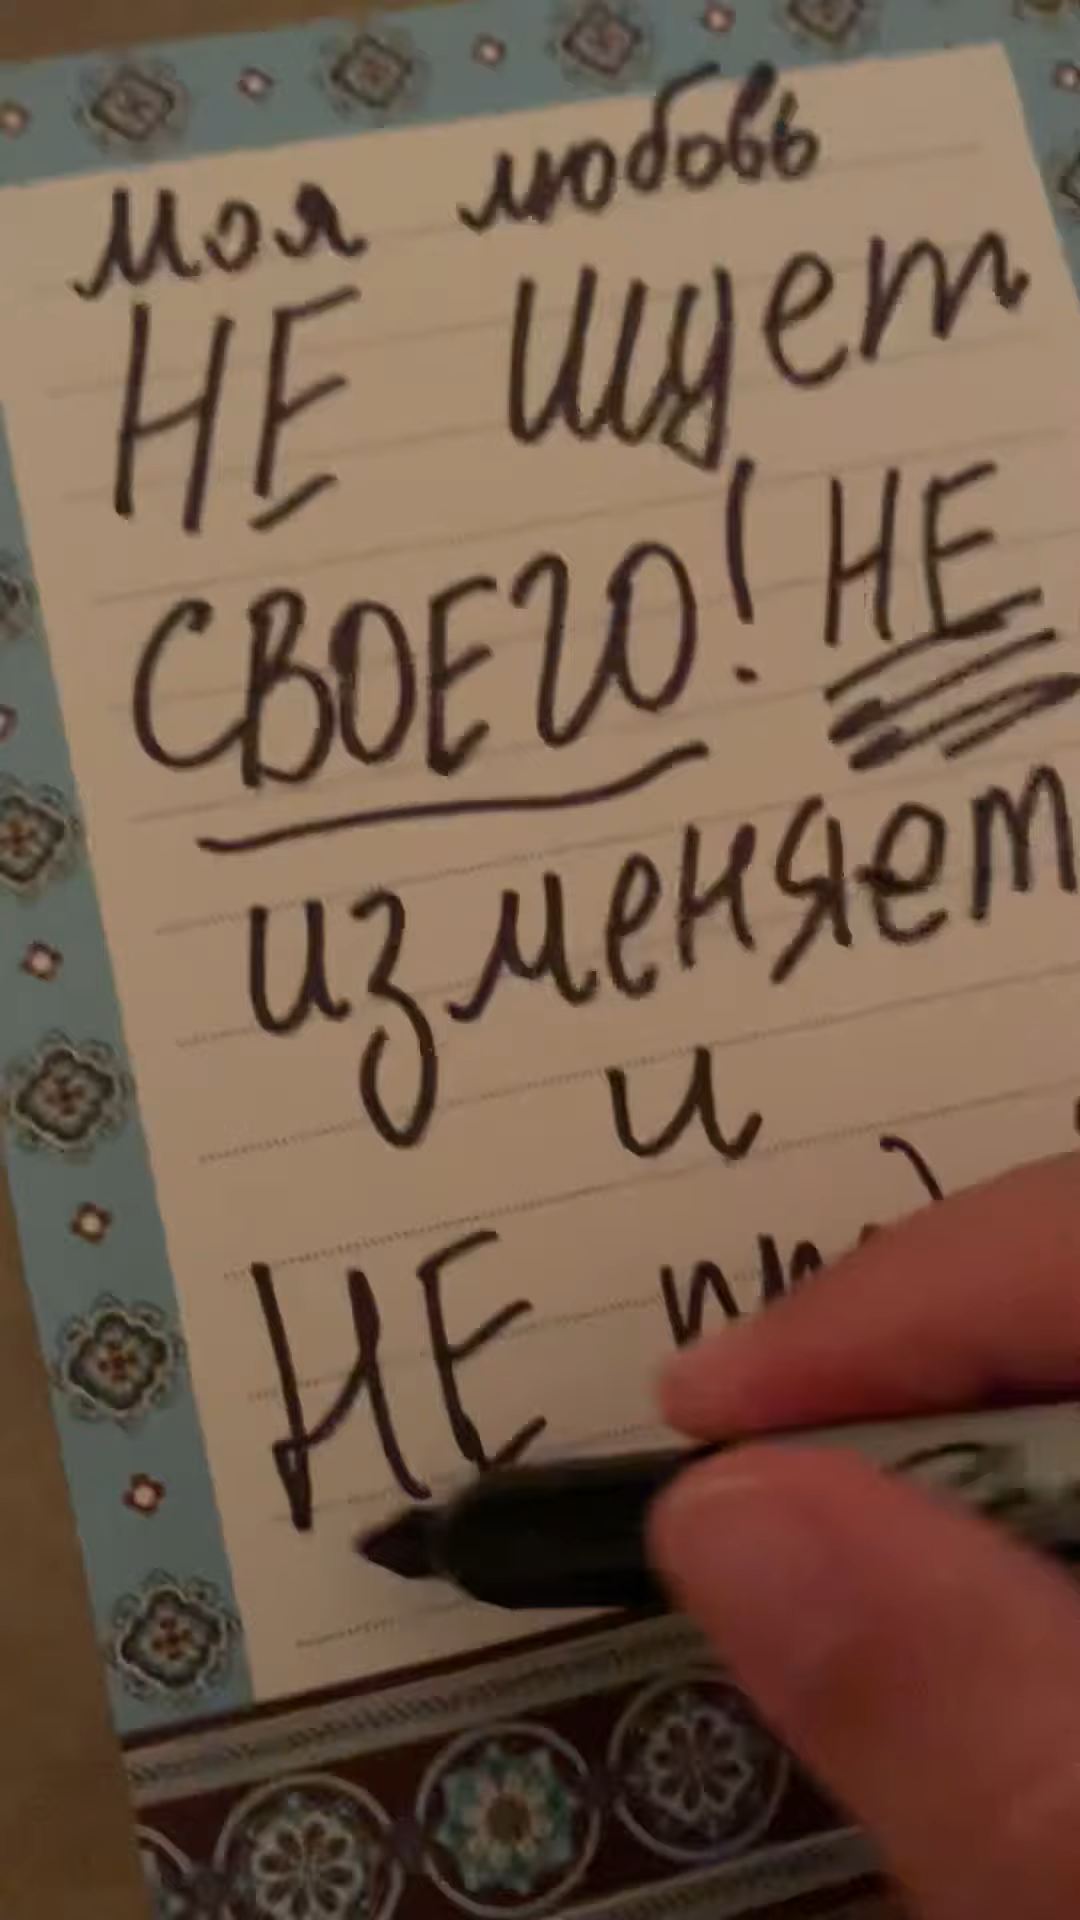 моя любовь
НЕ ищет
СВОЕГО! НЕ
изменяет
и
НЕ